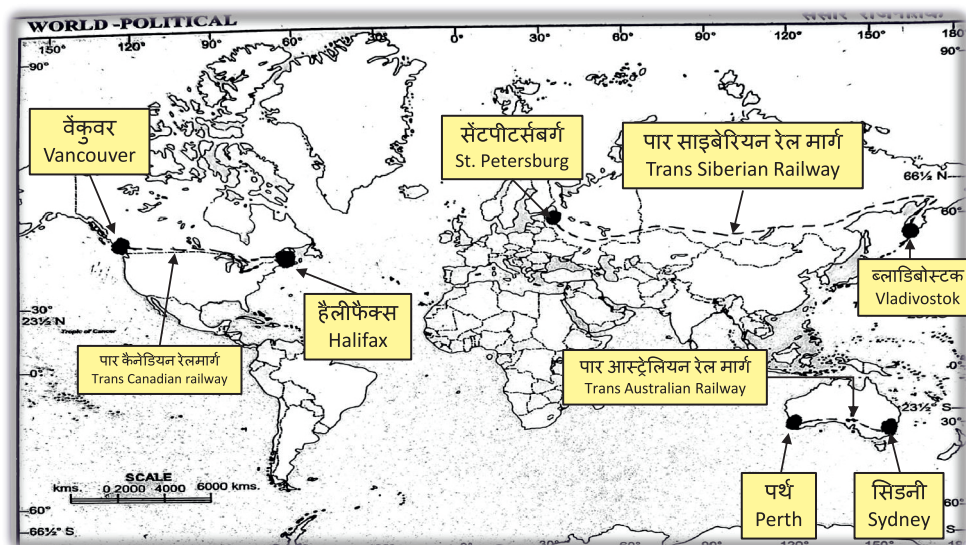 WORLD -POLITICAL
150° 120° 90° 60° 0° 30° 60° 90° 120° 150° 180°
90°
वेंकुवर
Vancouver
सेंटपीटर्सबर्ग
St. Petersburg
पार साइबेरियन रेल मार्ग
Trans Siberian Railway
66½ N
60°
ब्लाडिबोस्टक
Vladivostok
हैलीफैक्स
Halifax
30°
23½ N
Tropic of Cancer
पार कैनेडियन रेलमार्ग
Trans Canadian railway
पार आस्ट्रेलियन रेल मार्ग
Trans Australian Railway
0°
23½° S
30°
SCALE
kms. 0 2000 4000 6000 kms.
पर्थ
Perth
सिडनी
Sydney
60°
66½° S
60°